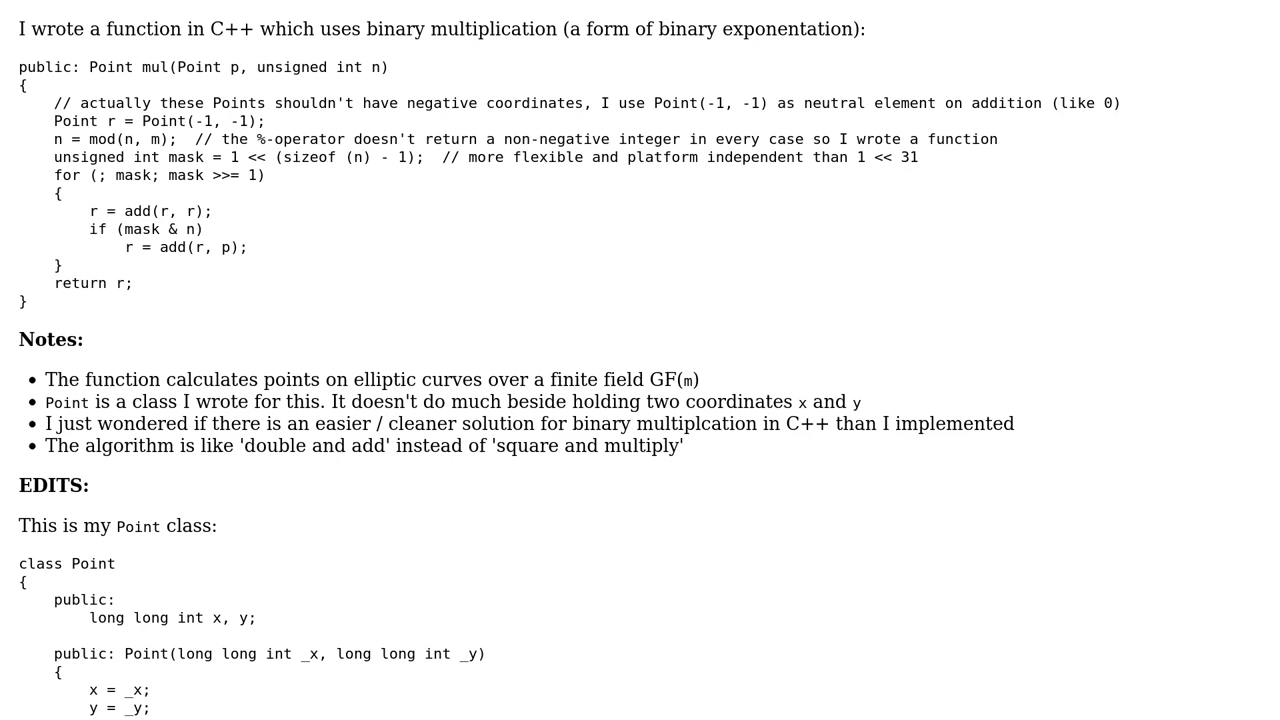 I wrote a function in C++ which uses binary multiplication (a form of binary exponentation):
public: Point mul(Point p, unsigned int n)
{
    // actually these Points shouldn't have negative coordinates, I use Point(-1, -1) as neutral element on addition (like 0)
    Point r = Point(-1, -1);
    n = mod(n, m);  // the %-operator doesn't return a non-negative integer in every case so I wrote a function
    unsigned int mask = 1 << (sizeof (n) - 1);  // more flexible and platform independent than 1 << 31
    for (; mask; mask >>= 1)
    {
        r = add(r, r);
        if (mask & n)
            r = add(r, p);
    }
    return r;
}
Notes:
• The function calculates points on elliptic curves over a finite field GF(m)
• Point is a class I wrote for this. It doesn't do much beside holding two coordinates x and y
• I just wondered if there is an easier / cleaner solution for binary multiplcation in C++ than I implemented
• The algorithm is like 'double and add' instead of 'square and multiply'
EDITS:
This is my Point class:
class Point
{
    public:
        long long int x, y;
    public: Point(long long int _x, long long int _y)
    {
        x = _x;
        y = _y;